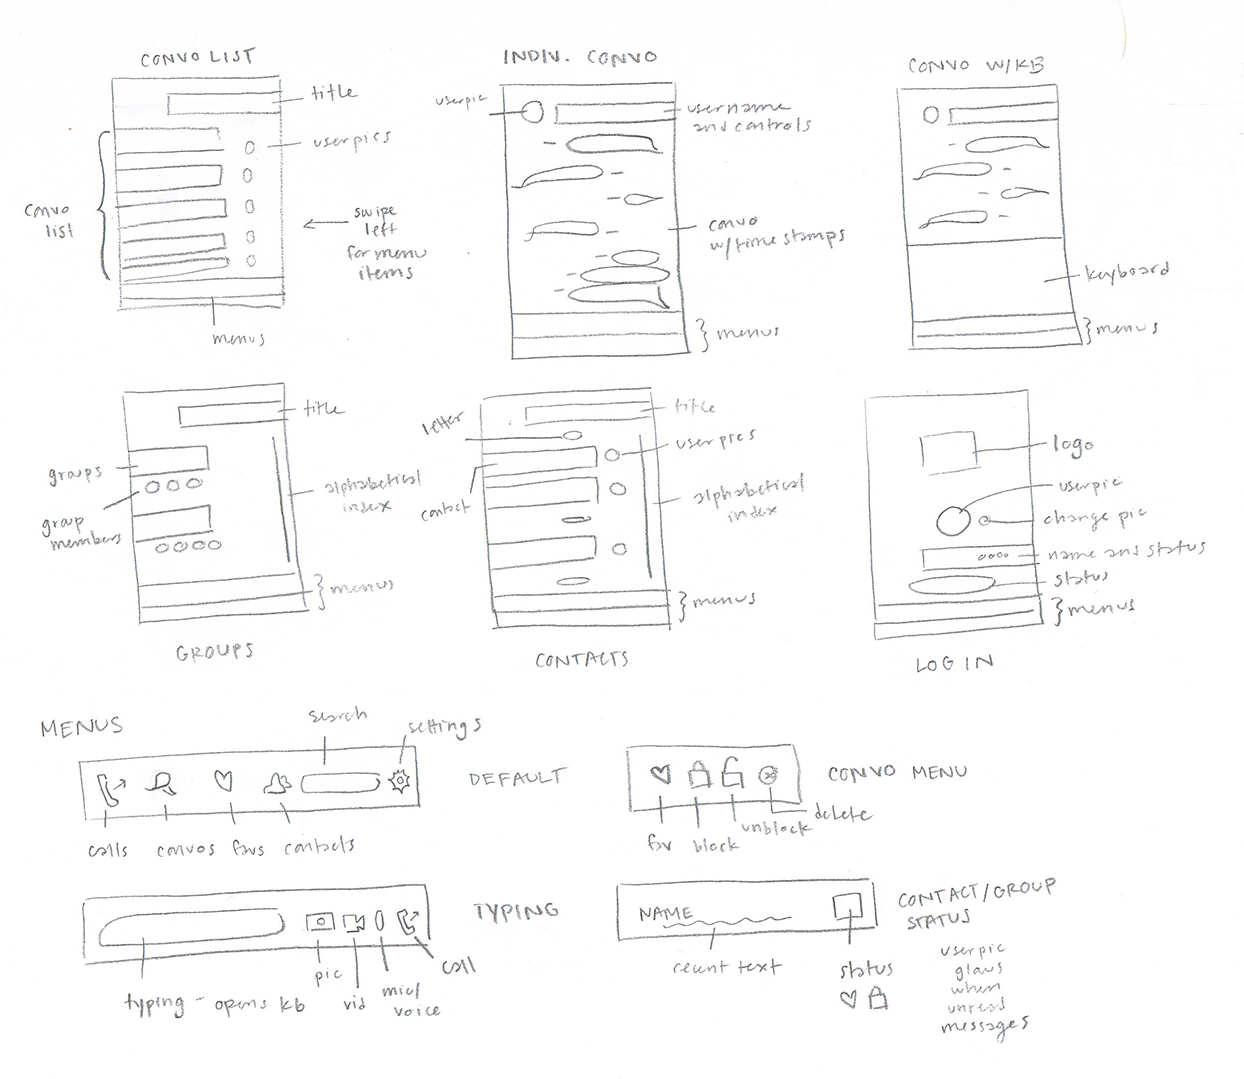 CONVO LIST
title
userpics
convo
list
swipe
left
for menu
items
menus
INDIV. CONVO
userpic
username
and controls
convo
w/time stamps
} menus
CONVO W/KB
keyboard
} menus
title
groups
group
members
alphabetical
index
} menus
GROUPS
letter
title
userpics
contact
alphabetical
index
} menus
CONTACTS
logo
userpic
change pic
name and status
status
} menus
LOG IN
MENUS
search
settings
DEFAULT
calls convos favs contacts
CONVO MENU
fav block unblock delete
TYPING
typing - opens kb
pic
vid
mic/
voice
call
NAME
recent text
CONTACT/GROUP
STATUS
status
userpic
glows
when
unread
messages